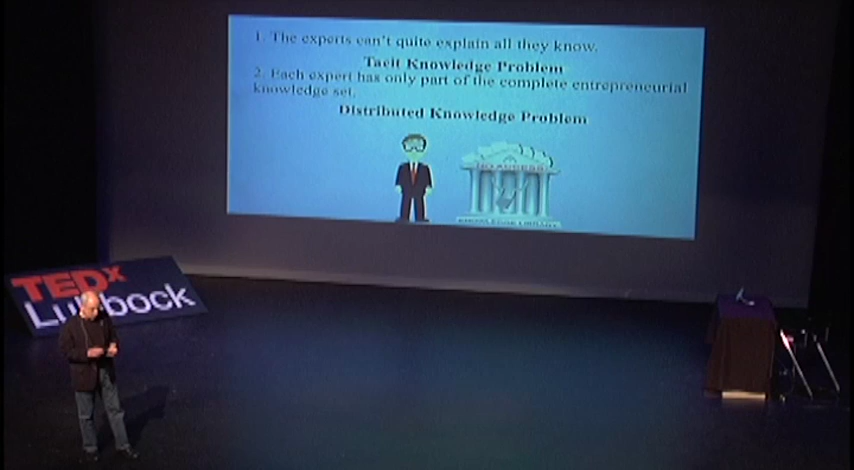 1. The experts can't quite explain all they know.
Tacit Knowledge Problem
2. Each expert has only part of the complete entrepreneurial
knowledge set.
Distributed Knowledge Problem
TEDx
Lubbock